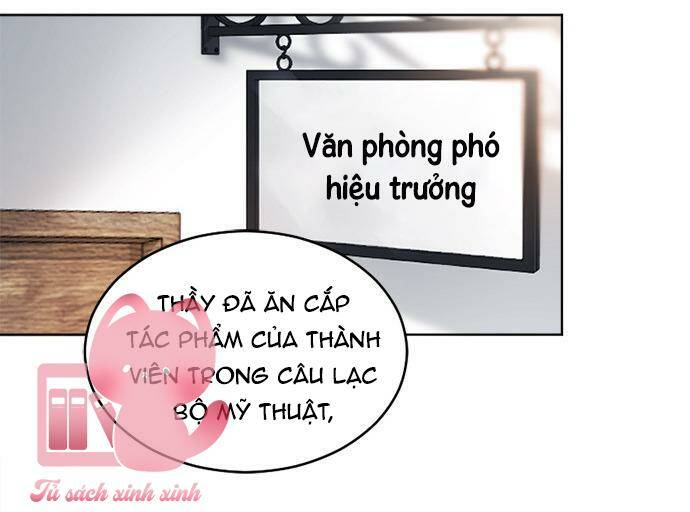 Văn phòng phó
hiệu trưởng
THẦY ĐÃ ĂN CẮP
TÁC PHẨM CỦA THÀNH
VIÊN TRONG CÂU LẠC
BỘ MỸ THUẬT,
Tủ sách xinh xinh